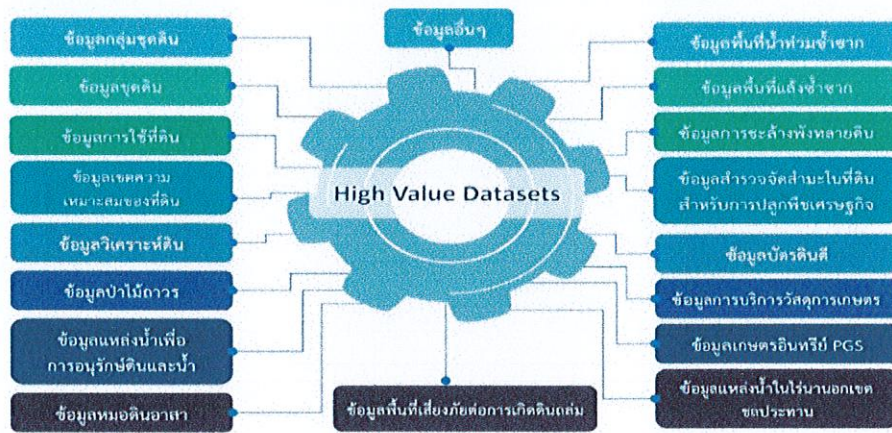 ข้อมูลอื่นๆ
ข้อมูลกลุ่มชุดดิน
ข้อมูลชุดดิน
ข้อมูลการใช้ที่ดิน
ข้อมูลเขตความ
เหมาะสมของที่ดิน
ข้อมูลวิเคราะห์ดิน
ข้อมูลป่าไม้ถาวร
ข้อมูลแหล่งน้ำเพื่อ
การอนุรักษ์ดินและน้ำ
ข้อมูลหมอดินอาสา
High Value Datasets
ข้อมูลพื้นที่เสี่ยงภัยต่อการเกิดดินถล่ม
ข้อมูลพื้นที่น้ำท่วมซ้ำซาก
ข้อมูลพื้นที่แล้งซ้ำซาก
ข้อมูลการชะล้างพังทลายดิน
ข้อมูลสำรวจจัดสำมะโนที่ดิน
สำหรับการปลูกพืชเศรษฐกิจ
ข้อมูลบัตรดินดี
ข้อมูลการบริการวัสดุการเกษตร
ข้อมูลเกษตรอินทรีย์ PGS
ข้อมูลแหล่งน้ำในไร่นานอกเขต
ชลประทาน